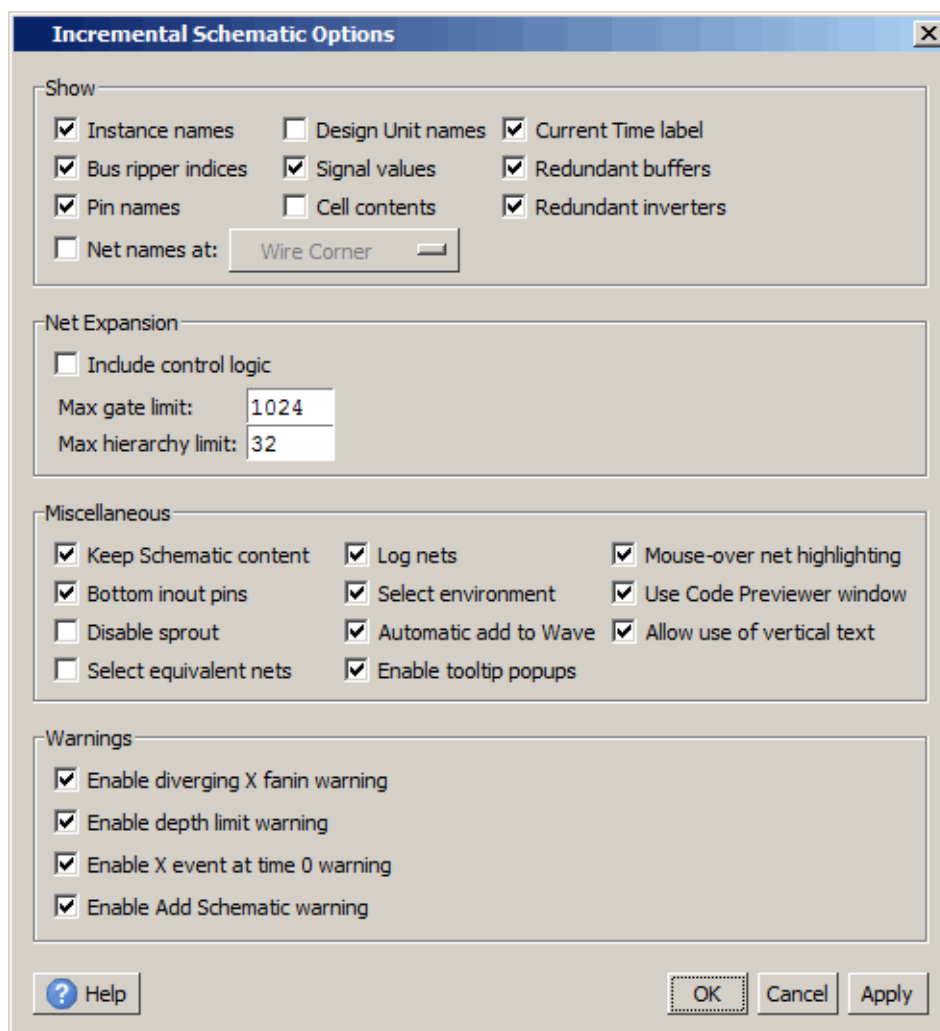 Incremental Schematic Options
Show
Instance names Design Unit names Current Time label
Bus ripper indices Signal values Redundant buffers
Pin names Cell contents Redundant inverters
Net names at: Wire Corner
Net Expansion
Include control logic
Max gate limit: 1024
Max hierarchy limit: 32
Miscellaneous
Keep Schematic content Log nets Mouse-over net highlighting
Bottom inout pins Select environment Use Code Previewer window
Disable sprout Automatic add to Wave Allow use of vertical text
Select equivalent nets Enable tooltip popups
Warnings
Enable diverging X fanin warning
Enable depth limit warning
Enable X event at time 0 warning
Enable Add Schematic warning
? Help OK Cancel Apply